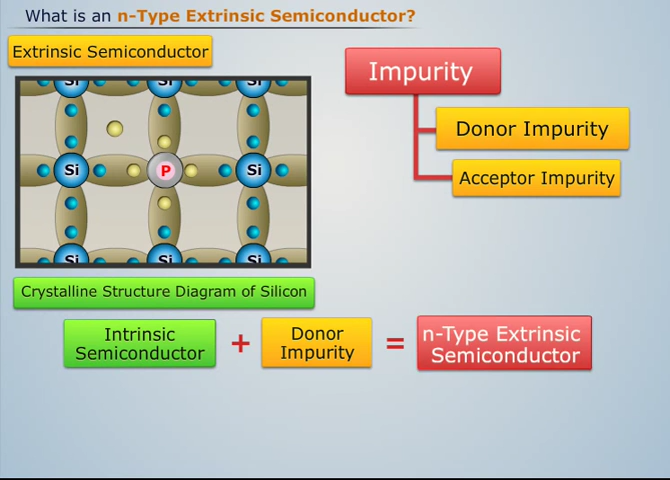 What is an n-Type Extrinsic Semiconductor?
Extrinsic Semiconductor
Impurity
Donor Impurity
Acceptor Impurity
Si Si Si
Si P Si
Si Si Si
Crystalline Structure Diagram of Silicon
Intrinsic
Semiconductor
+
Donor
Impurity
=
n-Type Extrinsic
Semiconductor